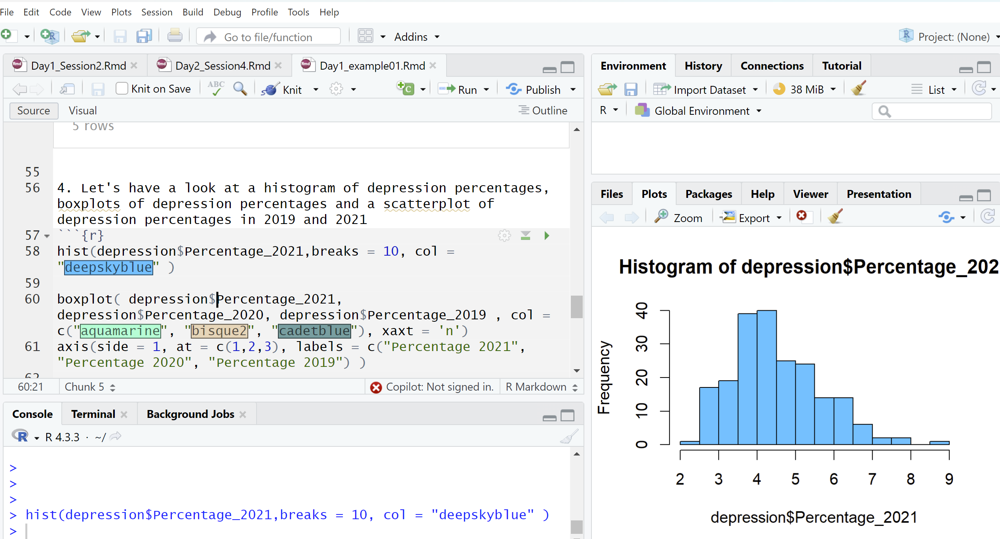 File Edit Code View Plots Session Build Debug Profile Tools Help
Go to file/function Addins Project: (None)
Day1_Session2.Rmd Day2_Session4.Rmd Day1_example01.Rmd
Knit on Save ABC Knit Run Publish
Source Visual Outline
5 rows
55
56 4. Let's have a look at a histogram of depression percentages,
boxplots of depression percentages and a scatterplot of
depression percentages in 2019 and 2021
57 ```{r}
58 hist(depression$Percentage_2021,breaks = 10, col =
"deepskyblue" )
59
60 boxplot( depression$Percentage_2021,
depression$Percentage_2020, depression$Percentage_2019 , col =
c("aquamarine", "bisque2", "cadetblue"), xaxt = 'n')
61 axis(side = 1, at = c(1,2,3), labels = c("Percentage 2021",
"Percentage 2020", "Percentage 2019") )
62
60:21 Chunk 5 Copilot: Not signed in. R Markdown
Console Terminal Background Jobs
R 4.3.3 · ~/
>
>
>
> hist(depression$Percentage_2021,breaks = 10, col = "deepskyblue" )
>
Environment History Connections Tutorial
Import Dataset 38 MiB List
R Global Environment
Files Plots Packages Help Viewer Presentation
Zoom Export
Histogram of depression$Percentage_202
Frequency
40
30
20
10
0
2 3 4 5 6 7 8 9
depression$Percentage_2021